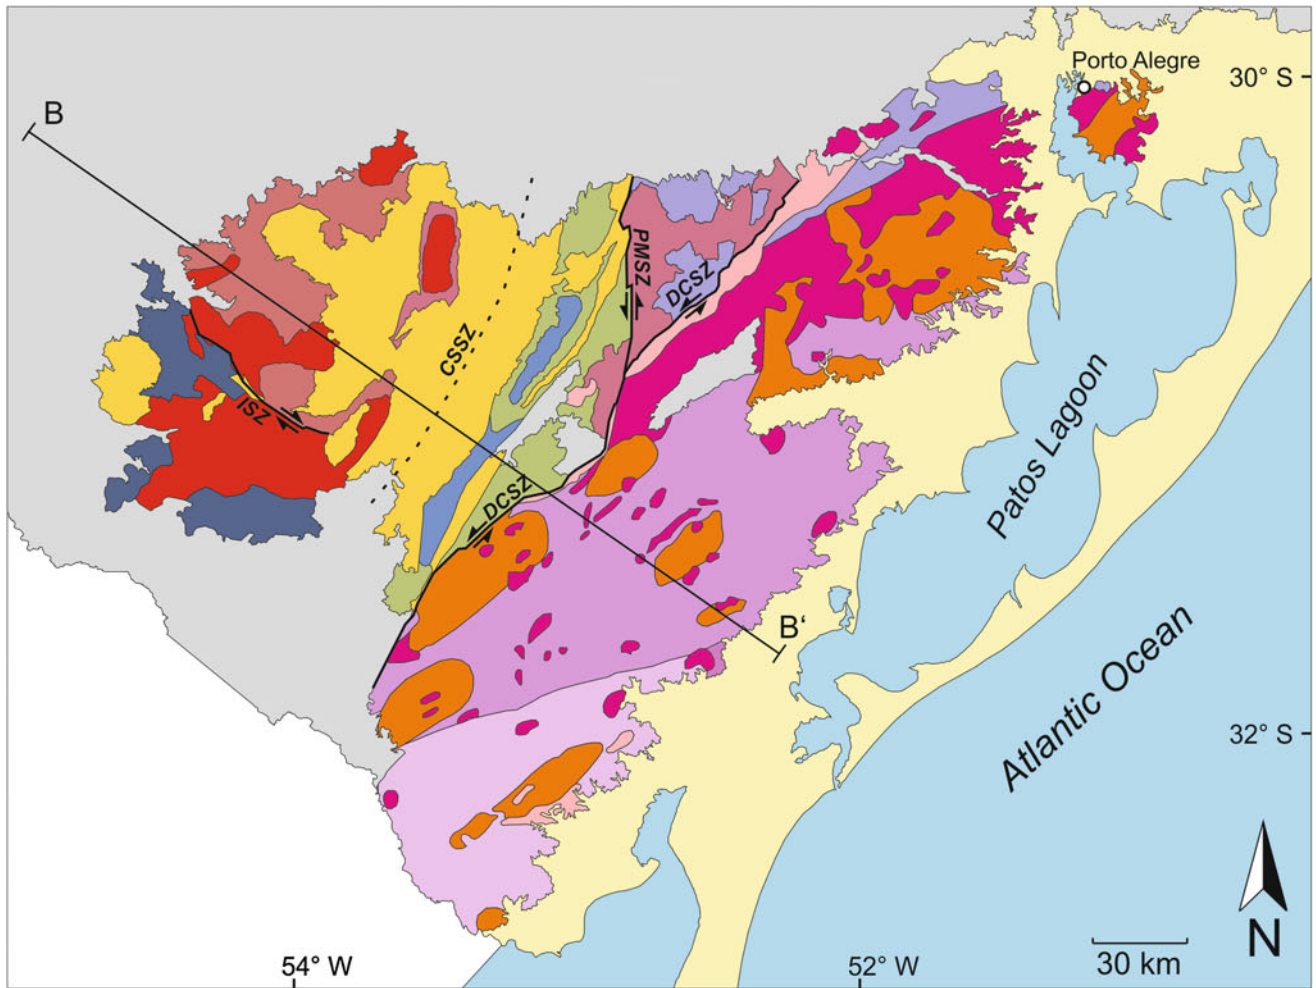 Porto Alegre
30° S
B
PMSZ
DCSZ
CSSZ
ISZ
Patos Lagoon
DCSZ
B‘
Atlantic Ocean
32° S
N
54° W
52° W
30 km